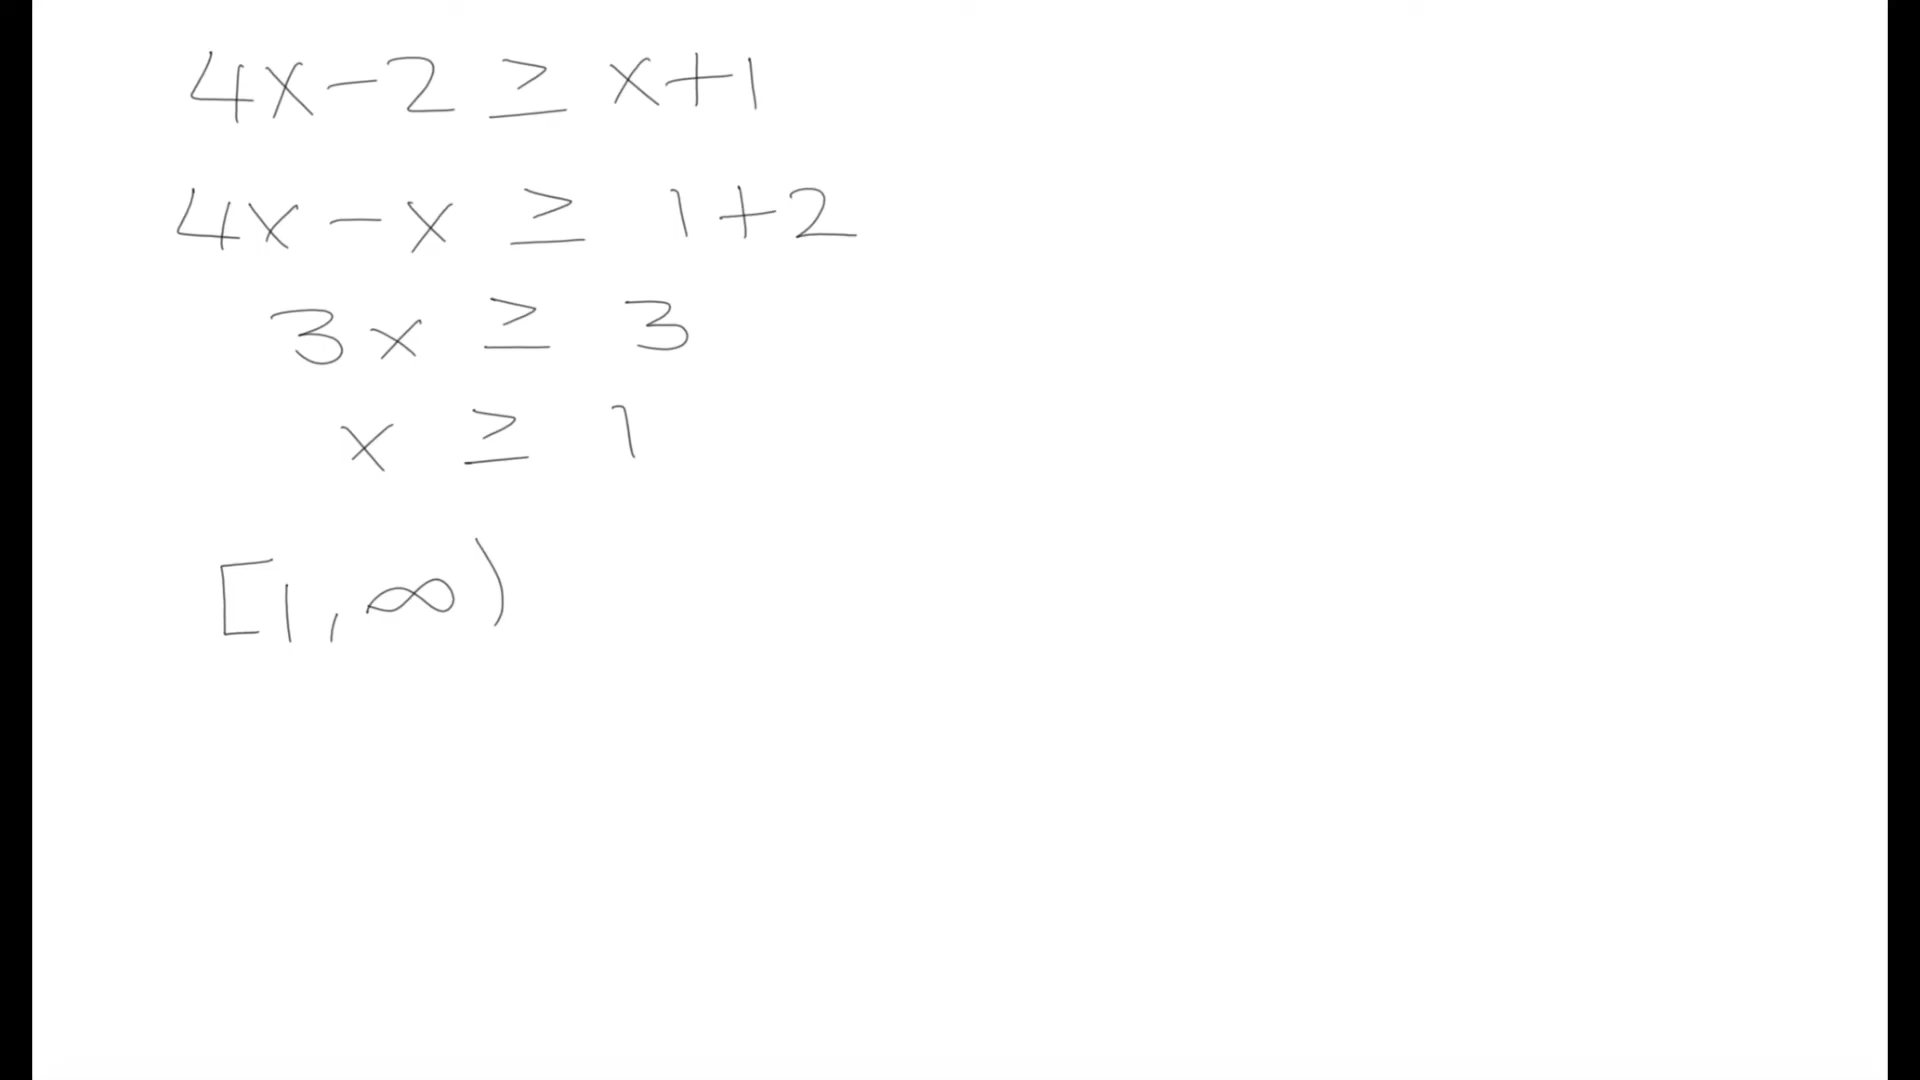 4x-2 ≥ x+1
4x - x ≥ 1+2
3x ≥ 3
x ≥ 1
[1, ∞)